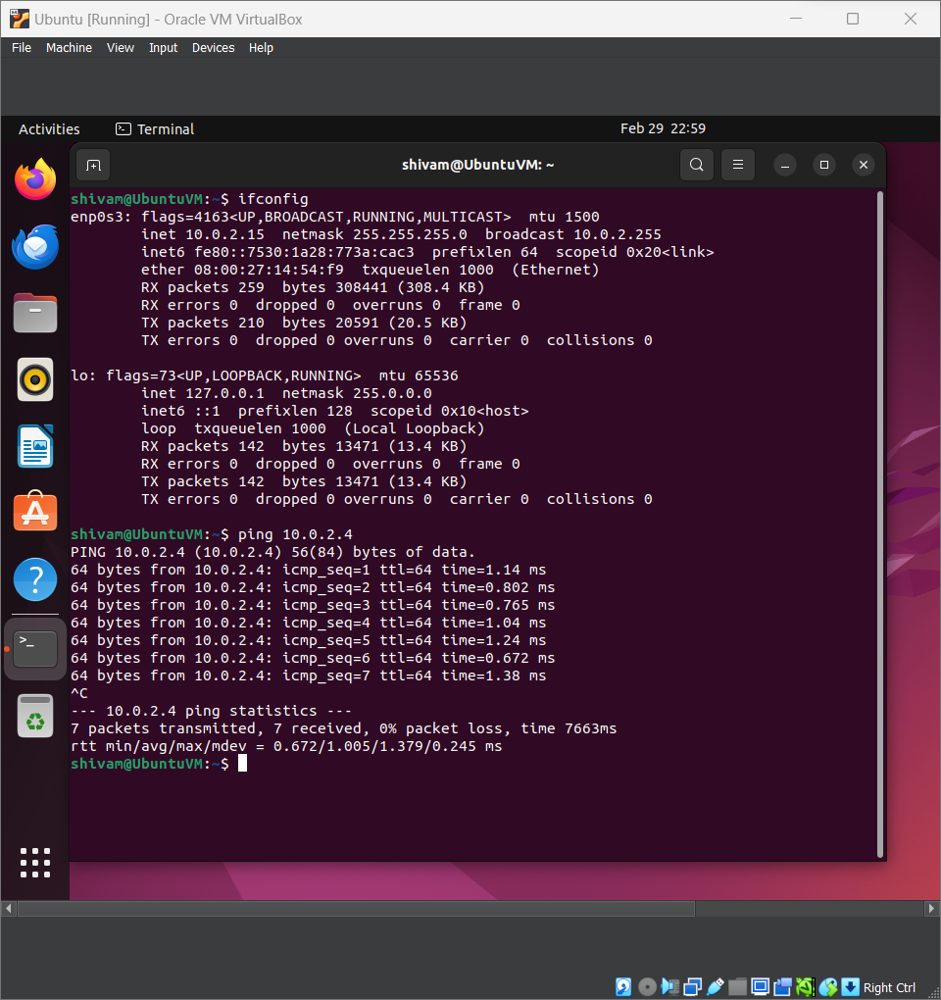 Ubuntu [Running] - Oracle VM VirtualBox
File Machine View Input Devices Help
Activities Terminal Feb 29 22:59
shivam@UbuntuVM: ~
shivam@UbuntuVM:~$ ifconfig
enp0s3: flags=4163<UP,BROADCAST,RUNNING,MULTICAST>  mtu 1500
        inet 10.0.2.15  netmask 255.255.255.0  broadcast 10.0.2.255
        inet6 fe80::7530:1a28:773a:cac3  prefixlen 64  scopeid 0x20<link>
        ether 08:00:27:14:54:f9  txqueuelen 1000  (Ethernet)
        RX packets 259  bytes 308441 (308.4 KB)
        RX errors 0  dropped 0  overruns 0  frame 0
        TX packets 210  bytes 20591 (20.5 KB)
        TX errors 0  dropped 0 overruns 0  carrier 0  collisions 0
lo: flags=73<UP,LOOPBACK,RUNNING>  mtu 65536
        inet 127.0.0.1  netmask 255.0.0.0
        inet6 ::1  prefixlen 128  scopeid 0x10<host>
        loop  txqueuelen 1000  (Local Loopback)
        RX packets 142  bytes 13471 (13.4 KB)
        RX errors 0  dropped 0  overruns 0  frame 0
        TX packets 142  bytes 13471 (13.4 KB)
        TX errors 0  dropped 0 overruns 0  carrier 0  collisions 0
shivam@UbuntuVM:~$ ping 10.0.2.4
PING 10.0.2.4 (10.0.2.4) 56(84) bytes of data.
64 bytes from 10.0.2.4: icmp_seq=1 ttl=64 time=1.14 ms
64 bytes from 10.0.2.4: icmp_seq=2 ttl=64 time=0.802 ms
64 bytes from 10.0.2.4: icmp_seq=3 ttl=64 time=0.765 ms
64 bytes from 10.0.2.4: icmp_seq=4 ttl=64 time=1.04 ms
64 bytes from 10.0.2.4: icmp_seq=5 ttl=64 time=1.24 ms
64 bytes from 10.0.2.4: icmp_seq=6 ttl=64 time=0.672 ms
64 bytes from 10.0.2.4: icmp_seq=7 ttl=64 time=1.38 ms
^C
--- 10.0.2.4 ping statistics ---
7 packets transmitted, 7 received, 0% packet loss, time 7663ms
rtt min/avg/max/mdev = 0.672/1.005/1.379/0.245 ms
shivam@UbuntuVM:~$
Right Ctrl